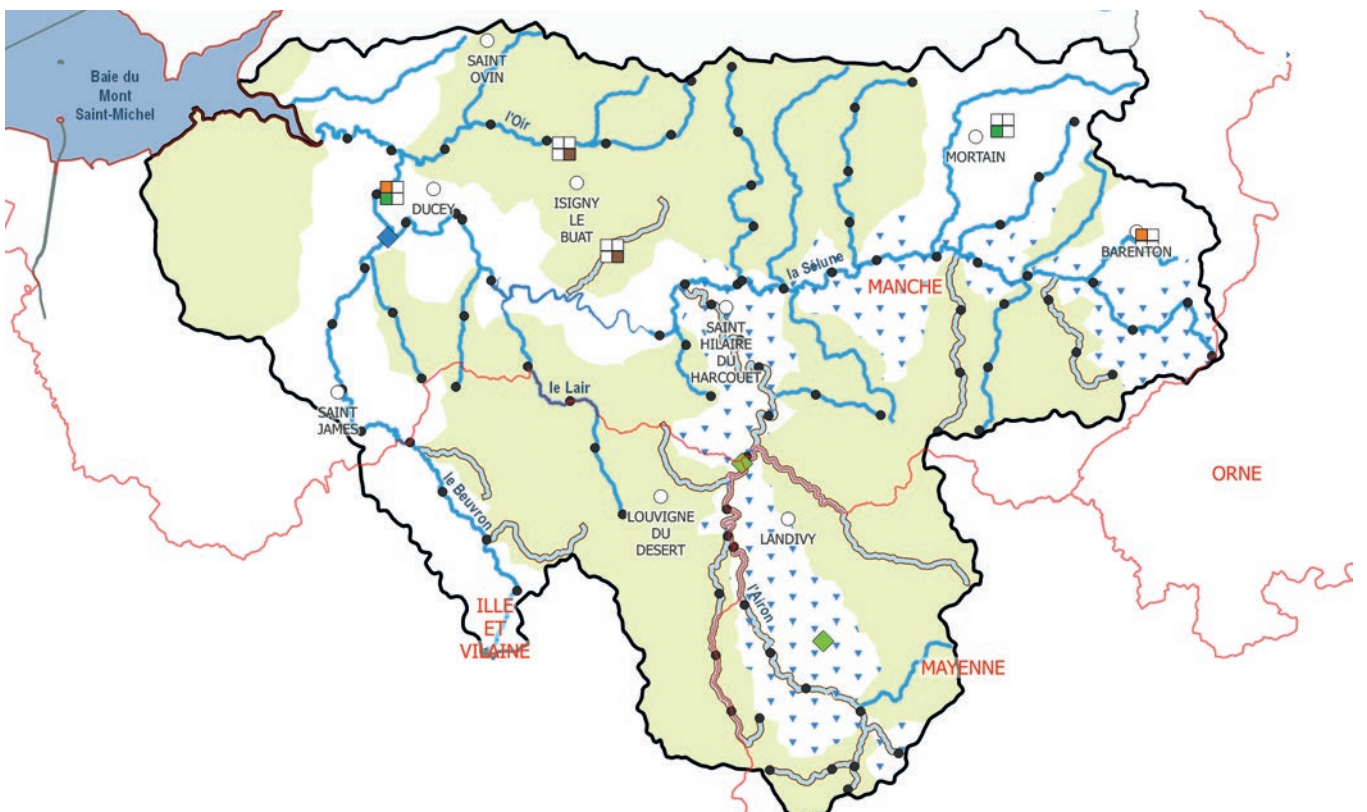 SAINT
OVIN
Baie du
Mont
Saint-Michel
l'Oir
MORTAIN
DUCEY
ISIGNY
LE
BUAT
BARENTON
la Sélune
MANCHE
SAINT
HILAIRE
DU
HARCOUET
le Lair
SAINT
JAMES
ORNE
le Beuvron
LOUVIGNE
DU
DESERT
LANDIVY
l'Airon
ILLE
ET
VILAINE
MAYENNE